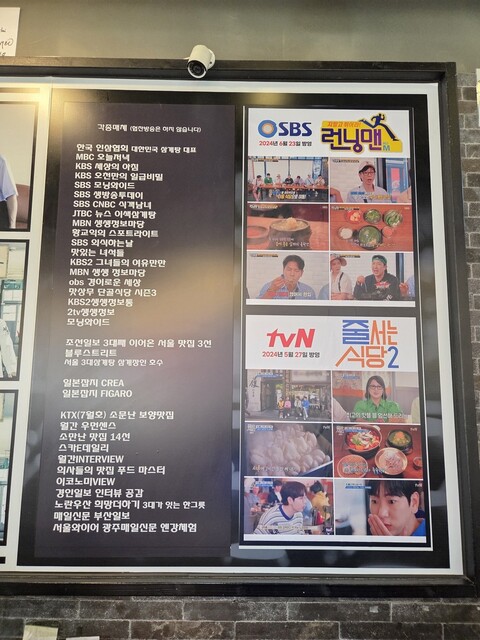 각종매체 (협찬방송은 하지 않습니다)
한국 인삼협회 대한민국 삼계탕 대표
MBC 오늘저녁
KBS 세상의 아침
KBS 오천만의 일급비밀
SBS 모닝와이드
SBS 생방송투데이
SBS CNBC 이격남녀
JTBC 뉴스 이색삼계탕
MBN 생생정보마당
황교익의 스포트라이트
SBS 외식하는날
맛있는 녀석들
KBS2 그녀들의 여유만만
MBN 생생 정보마당
obs 경이로운 세상
맛상무 단골식당 시즌3
KBS2생생정보통
2tv생생정보
모닝와이드
조선일보 3대째 이어온 서울 맛집 3선
블루스트리트
서울 3대삼계탕 삼계장인 호수
일본잡지 CREA
일본잡지 FIGARO
KTX(7월호) 소문난 보양맛집
월간 우먼센스
소만난 맛집 14선
스카E데일리
월간INTERVIEW
의사들의 맛집 푸드 마스터
이코노미VIEW
경인일보 인터뷰 공감
노란우산 희망더하기 3대가 잇는 한그릇
매일신문 부산일보
서울와이어 광주매일신문 앤강체험
SBS
런닝맨
2024년 6월 23일 방영
tvN
줄서는
식당2
2024년 5월 27일 방영